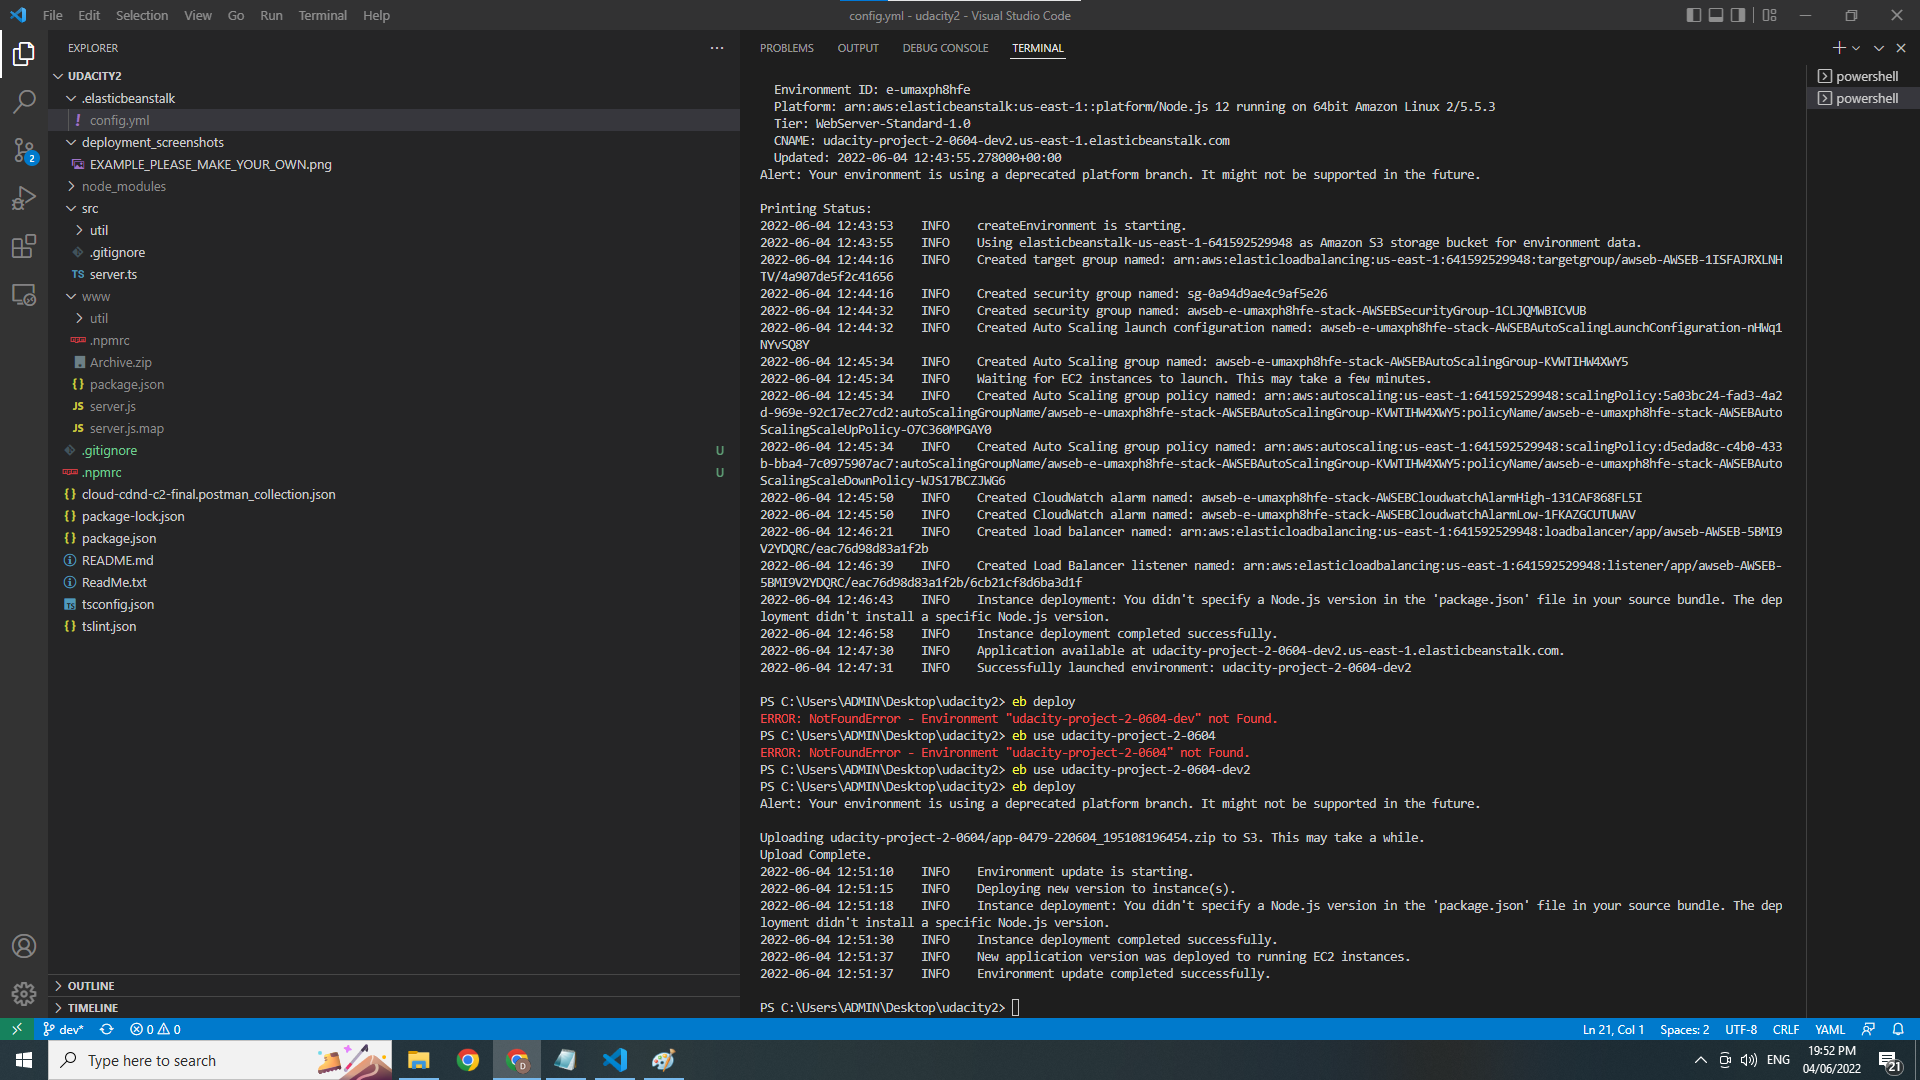 File Edit Selection View Go Run Terminal Help
config.yml - udacity2 - Visual Studio Code
EXPLORER
UDACITY2
.elasticbeanstalk
! config.yml
deployment_screenshots
EXAMPLE_PLEASE_MAKE_YOUR_OWN.png
node_modules
src
util
.gitignore
TS server.ts
www
util
.npmrc
Archive.zip
{} package.json
JS server.js
JS server.js.map
.gitignore U
.npmrc U
{} cloud-cdnd-c2-final.postman_collection.json
{} package-lock.json
{} package.json
README.md
ReadMe.txt
TS tsconfig.json
{} tslint.json
OUTLINE
TIMELINE
PROBLEMS OUTPUT DEBUG CONSOLE TERMINAL
powershell
powershell
Environment ID: e-umaxph8hfe
Platform: arn:aws:elasticbeanstalk:us-east-1::platform/Node.js 12 running on 64bit Amazon Linux 2/5.5.3
Tier: WebServer-Standard-1.0
CNAME: udacity-project-2-0604-dev2.us-east-1.elasticbeanstalk.com
Updated: 2022-06-04 12:43:55.278000+00:00
Alert: Your environment is using a deprecated platform branch. It might not be supported in the future.
Printing Status:
2022-06-04 12:43:53 INFO createEnvironment is starting.
2022-06-04 12:43:55 INFO Using elasticbeanstalk-us-east-1-641592529948 as Amazon S3 storage bucket for environment data.
2022-06-04 12:44:16 INFO Created target group named: arn:aws:elasticloadbalancing:us-east-1:641592529948:targetgroup/awseb-AWSEB-1ISFAJRXLNH
TV/4a907de5f2c41656
2022-06-04 12:44:16 INFO Created security group named: sg-0a94d9ae4c9af5e26
2022-06-04 12:44:32 INFO Created security group named: awseb-e-umaxph8hfe-stack-AWSEBSecurityGroup-1CLJQMWBICVUB
2022-06-04 12:44:32 INFO Created Auto Scaling launch configuration named: awseb-e-umaxph8hfe-stack-AWSEBAutoScalingLaunchConfiguration-nHWq1
NYvSQ8Y
2022-06-04 12:45:34 INFO Created Auto Scaling group named: awseb-e-umaxph8hfe-stack-AWSEBAutoScalingGroup-KVWTIHW4XWY5
2022-06-04 12:45:34 INFO Waiting for EC2 instances to launch. This may take a few minutes.
2022-06-04 12:45:34 INFO Created Auto Scaling group policy named: arn:aws:autoscaling:us-east-1:641592529948:scalingPolicy:5a03bc24-fad3-4a2
d-969e-92c17ec27cd2:autoScalingGroupName/awseb-e-umaxph8hfe-stack-AWSEBAutoScalingGroup-KVWTIHW4XWY5:policyName/awseb-e-umaxph8hfe-stack-AWSEBAuto
ScalingScaleUpPolicy-O7C360MPGAY0
2022-06-04 12:45:34 INFO Created Auto Scaling group policy named: arn:aws:autoscaling:us-east-1:641592529948:scalingPolicy:d5edad8c-c4b0-433
b-bba4-7c0975907ac7:autoScalingGroupName/awseb-e-umaxph8hfe-stack-AWSEBAutoScalingGroup-KVWTIHW4XWY5:policyName/awseb-e-umaxph8hfe-stack-AWSEBAuto
ScalingScaleDownPolicy-WJS17BCZJWG6
2022-06-04 12:45:50 INFO Created CloudWatch alarm named: awseb-e-umaxph8hfe-stack-AWSEBCloudwatchAlarmHigh-131CAF868FL5I
2022-06-04 12:45:50 INFO Created CloudWatch alarm named: awseb-e-umaxph8hfe-stack-AWSEBCloudwatchAlarmLow-1FKAZGCUTUWAV
2022-06-04 12:46:21 INFO Created load balancer named: arn:aws:elasticloadbalancing:us-east-1:641592529948:loadbalancer/app/awseb-AWSEB-5BMI9
V2YDQRC/eac76d98d83a1f2b
2022-06-04 12:46:39 INFO Created Load Balancer listener named: arn:aws:elasticloadbalancing:us-east-1:641592529948:listener/app/awseb-AWSEB-
5BMI9V2YDQRC/eac76d98d83a1f2b/6cb21cf8d6ba3d1f
2022-06-04 12:46:43 INFO Instance deployment: You didn't specify a Node.js version in the 'package.json' file in your source bundle. The dep
loyment didn't install a specific Node.js version.
2022-06-04 12:46:58 INFO Instance deployment completed successfully.
2022-06-04 12:47:30 INFO Application available at udacity-project-2-0604-dev2.us-east-1.elasticbeanstalk.com.
2022-06-04 12:47:31 INFO Successfully launched environment: udacity-project-2-0604-dev2
PS C:\Users\ADMIN\Desktop\udacity2> eb deploy
ERROR: NotFoundError - Environment "udacity-project-2-0604-dev" not Found.
PS C:\Users\ADMIN\Desktop\udacity2> eb use udacity-project-2-0604
ERROR: NotFoundError - Environment "udacity-project-2-0604" not Found.
PS C:\Users\ADMIN\Desktop\udacity2> eb use udacity-project-2-0604-dev2
PS C:\Users\ADMIN\Desktop\udacity2> eb deploy
Alert: Your environment is using a deprecated platform branch. It might not be supported in the future.
Uploading udacity-project-2-0604/app-0479-220604_195108196454.zip to S3. This may take a while.
Upload Complete.
2022-06-04 12:51:10 INFO Environment update is starting.
2022-06-04 12:51:15 INFO Deploying new version to instance(s).
2022-06-04 12:51:18 INFO Instance deployment: You didn't specify a Node.js version in the 'package.json' file in your source bundle. The dep
loyment didn't install a specific Node.js version.
2022-06-04 12:51:30 INFO Instance deployment completed successfully.
2022-06-04 12:51:37 INFO New application version was deployed to running EC2 instances.
2022-06-04 12:51:37 INFO Environment update completed successfully.
PS C:\Users\ADMIN\Desktop\udacity2>
2
dev* 0 0
Ln 21, Col 1 Spaces: 2 UTF-8 CRLF YAML
Type here to search
D
ENG
19:52 PM
04/06/2022
21